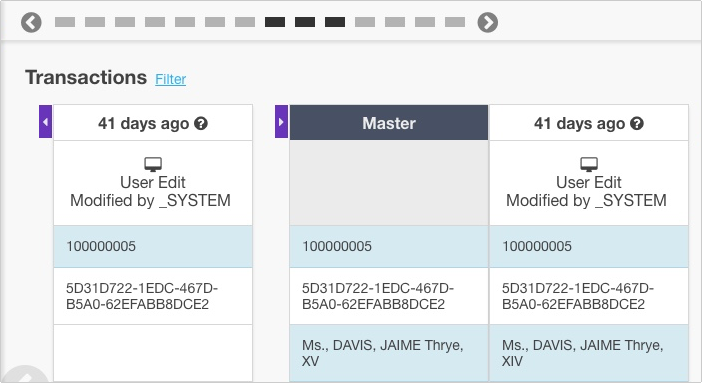 Transactions Filter
41 days ago ?
User Edit
Modified by _SYSTEM
100000005
5D31D722-1EDC-467D-
B5A0-62EFABB8DCE2
Master
100000005
5D31D722-1EDC-467D-
B5A0-62EFABB8DCE2
Ms., DAVIS, JAIME Thrye,
XV
41 days ago ?
User Edit
Modified by _SYSTEM
100000005
5D31D722-1EDC-467D-
B5A0-62EFABB8DCE2
Ms., DAVIS, JAIME Thrye,
XIV